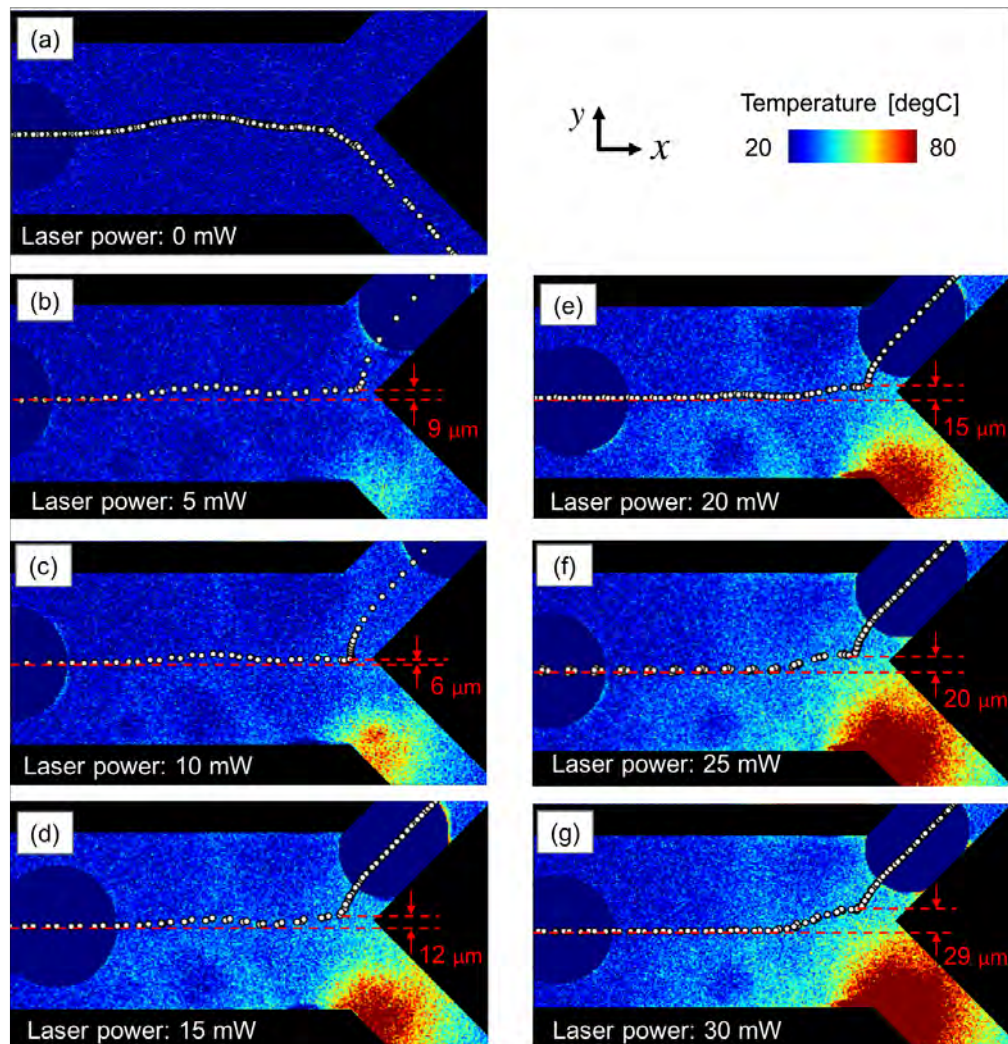 (a)
Laser power: 0 mW
y
x
Temperature [degC]
20
80
(b)
9 μm
Laser power: 5 mW
(e)
15 μm
Laser power: 20 mW
(c)
6 μm
Laser power: 10 mW
(f)
20 μm
Laser power: 25 mW
(d)
12 μm
Laser power: 15 mW
(g)
29 μm
Laser power: 30 mW